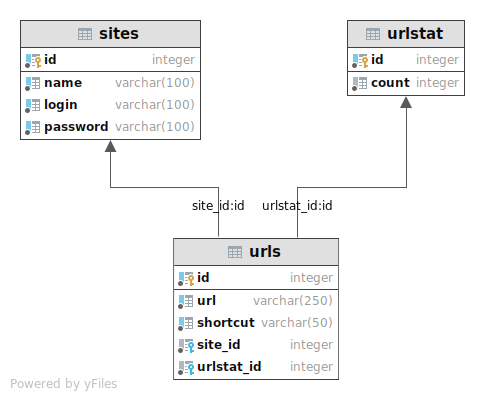 sites
id integer
name varchar(100)
login varchar(100)
password varchar(100)
urlstat
id integer
count integer
site_id:id
urlstat_id:id
urls
id integer
url varchar(250)
shortcut varchar(50)
site_id integer
urlstat_id integer
Powered by yFiles